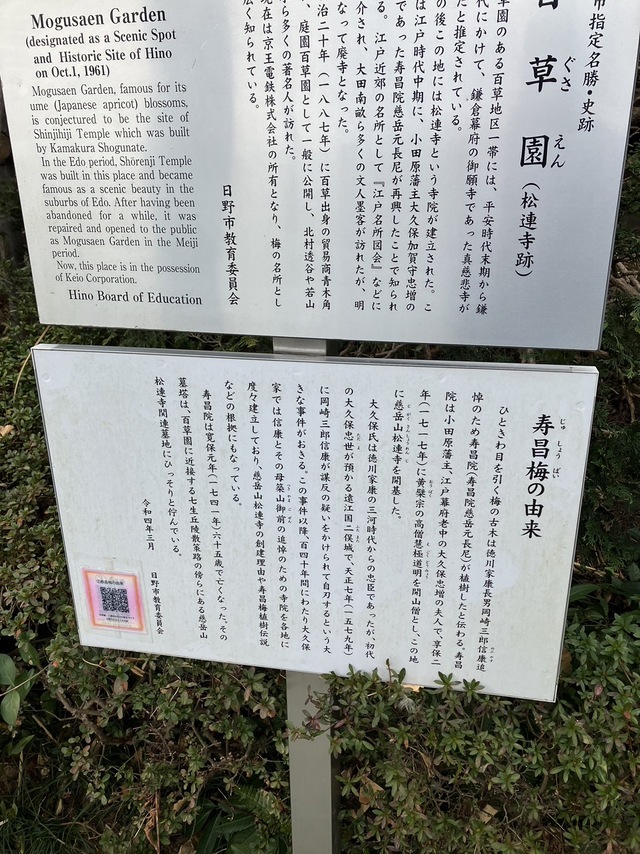 Mogusaen Garden
(designated as a Scenic Spot
and Historic Site of Hino
on Oct.1, 1961)
Mogusaen Garden, famous for its
ume (Japanese apricot) blossoms,
is conjectured to be the site of
Shinjihiji Temple which was built
by Kamakura Shogunate.
In the Edo period, Shōrenji Temple
was built in this place and became
famous as a scenic beauty in the
suburbs of Edo. After having been
abandoned for a while, it was
repaired and opened to the public
as Mogusaen Garden in the Meiji
period.
Now, this place is in the possession
of Keio Corporation.
Hino Board of Education
市指定名勝・史跡
草園(松連寺跡)
ぐさ えん
草園のある百草地区一帯には、平安時代末期から鎌
代にかけて、鎌倉幕府の御願寺であった真慈悲寺が
たと推定されている。
の後この地には松連寺という寺院が建立された。こ
は江戸時代中期に、小田原藩主大久保加賀守忠増の
であった寿昌院慈岳元長尼が再興したことで知られ
る。江戸近郊の名所として『江戸名所図会』などに
介され、大田南畝ら多くの文人墨客が訪れたが、明
なって廃寺となった。
治二十年(一八八七年)に百草出身の貿易商青木角
、庭園百草園として一般に公開し、北村透谷や若山
ら多くの著名人が訪れた。
現在は京王電鉄株式会社の所有となり、梅の名所とし
広く知られている。
日野市教育委員会
寿昌梅の由来
じゅ しょう ばい
ひときわ目を引く梅の古木は徳川家康長男岡崎三郎信康追
悼のため寿昌院(寿昌院慈岳元長尼)が植樹したと伝わる。寿昌
院は小田原藩主、江戸幕府老中の大久保忠増の夫人で、享保二
年(一七一七年)に黄檗宗の高僧慧極道明を開山僧とし、この地
に慈岳山松連寺を開基した。
大久保氏は徳川家康の三河時代からの忠臣であったが、初代
の大久保忠世が預かる遠江国二俣城で、天正七年(一五七九年)
に岡崎三郎信康が謀反の疑いをかけられて自刃するという大
きな事件がおきる。この事件以降、百四十年間にわたり大久保
家では信康とその母築山御前の追悼のための寺院を各地に
度々建立しており、慈岳山松連寺の創建理由や寿昌梅植樹伝説
などの根拠にもなっている。
寿昌院は寛保元年(一七四一年)六十五歳で亡くなった。その
墓塔は、百草園に近接する七生丘陵散策路の傍らにある慈岳山
松連寺関連墓地にひっそりと佇んでいる。
令和四年三月
日野市教育委員会